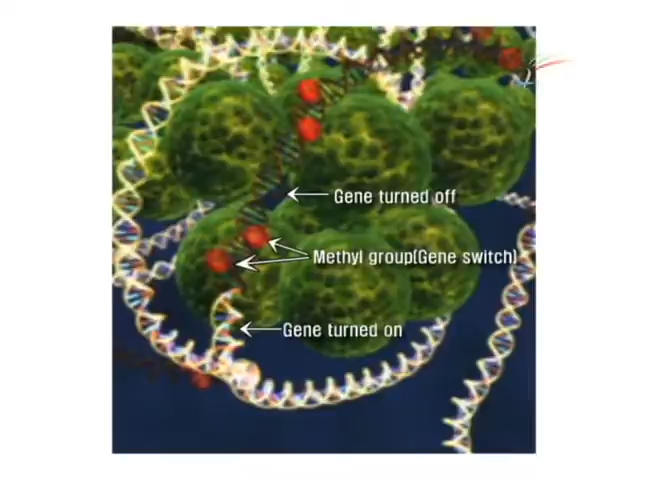 Gene turned off
Methyl group(Gene switch)
Gene turned on